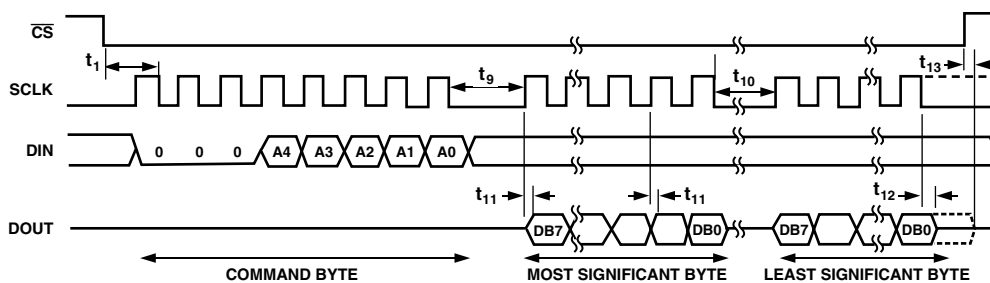 CS
t1
t9
t10
t13
SCLK
DIN
0 0 0 A4 A3 A2 A1 A0
t11
t11
t12
DOUT
DB7 DB0 DB7 DB0
COMMAND BYTE
MOST SIGNIFICANT BYTE
LEAST SIGNIFICANT BYTE